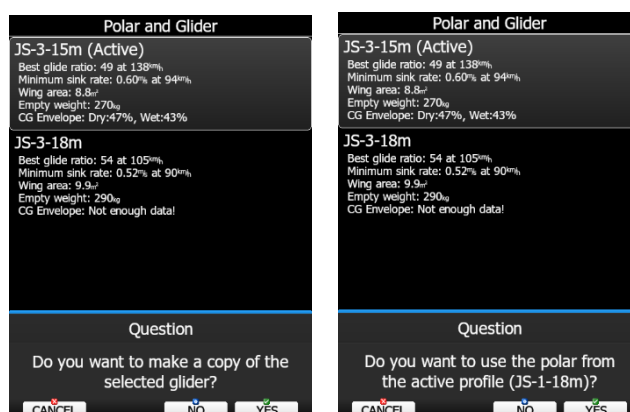 Polar and Glider
JS-3-15m (Active)
Best glide ratio: 49 at 138km/h
Minimum sink rate: 0.60m/s at 94km/h
Wing area: 8.8m²
Empty weight: 270kg
CG Envelope: Dry:47%, Wet:43%
JS-3-18m
Best glide ratio: 54 at 105km/h
Minimum sink rate: 0.52m/s at 90km/h
Wing area: 9.9m²
Empty weight: 290kg
CG Envelope: Not enough data!
Question
Do you want to make a copy of the
selected glider?
CANCEL NO YES
Polar and Glider
JS-3-15m (Active)
Best glide ratio: 49 at 138km/h
Minimum sink rate: 0.60m/s at 94km/h
Wing area: 8.8m²
Empty weight: 270kg
CG Envelope: Dry:47%, Wet:43%
JS-3-18m
Best glide ratio: 54 at 105km/h
Minimum sink rate: 0.52m/s at 90km/h
Wing area: 9.9m²
Empty weight: 290kg
CG Envelope: Not enough data!
Question
Do you want to use the polar from
the active profile (JS-1-18m)?
CANCEL NO YES